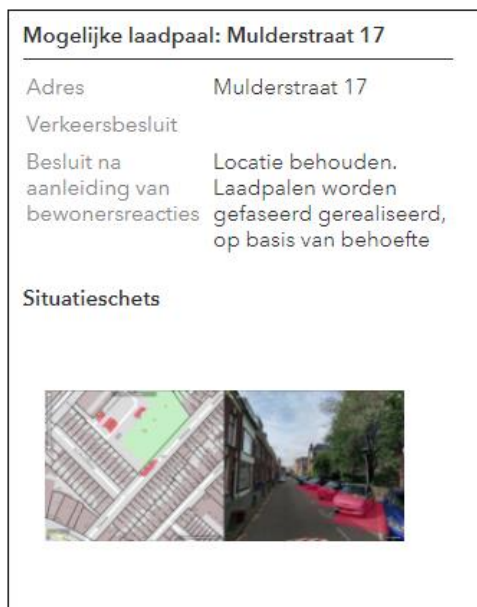 Mogelijke laadpaal: Mulderstraat 17
Adres Mulderstraat 17
Verkeersbesluit
Besluit na Locatie behouden.
aanleiding van Laadpalen worden
bewonersreacties gefaseerd gerealiseerd,
op basis van behoefte
Situatieschets